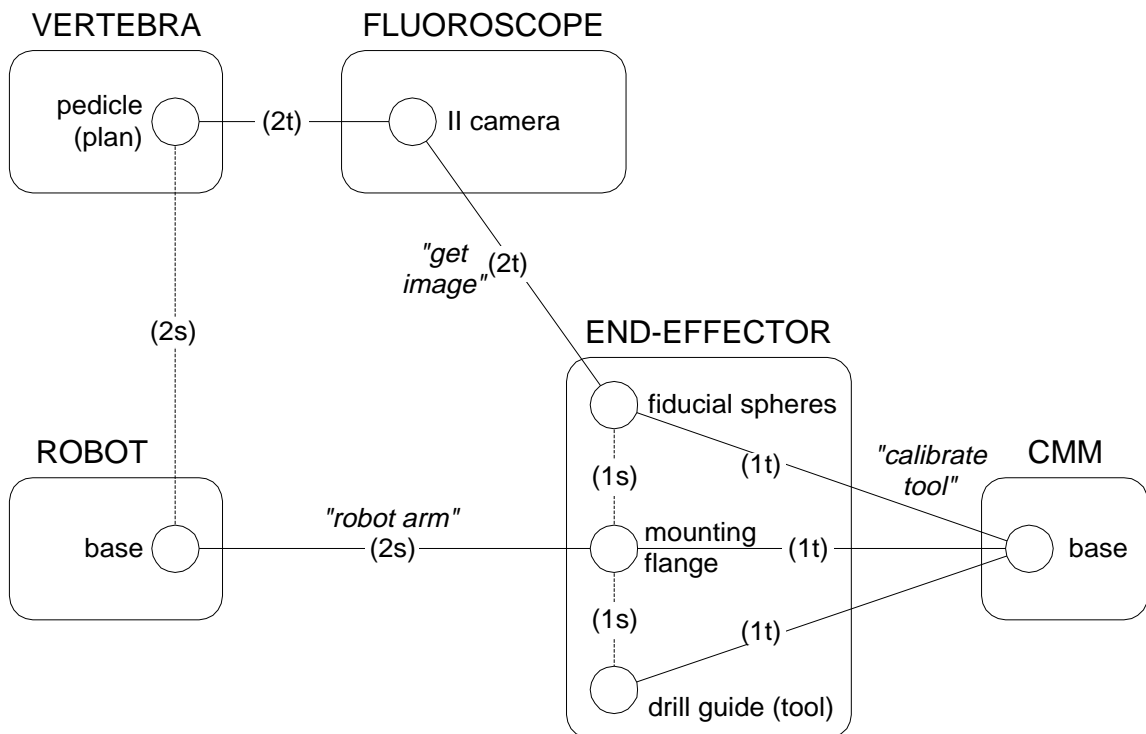 VERTEBRA
FLUOROSCOPE
pedicle
(plan)
(2t)
II camera
"get
image"
(2t)
(2s)
END-EFFECTOR
fiducial spheres
ROBOT
(1s)
(1t)
"calibrate
tool"
CMM
base
"robot arm"
(2s)
mounting
flange
(1t)
base
(1s)
(1t)
drill guide (tool)